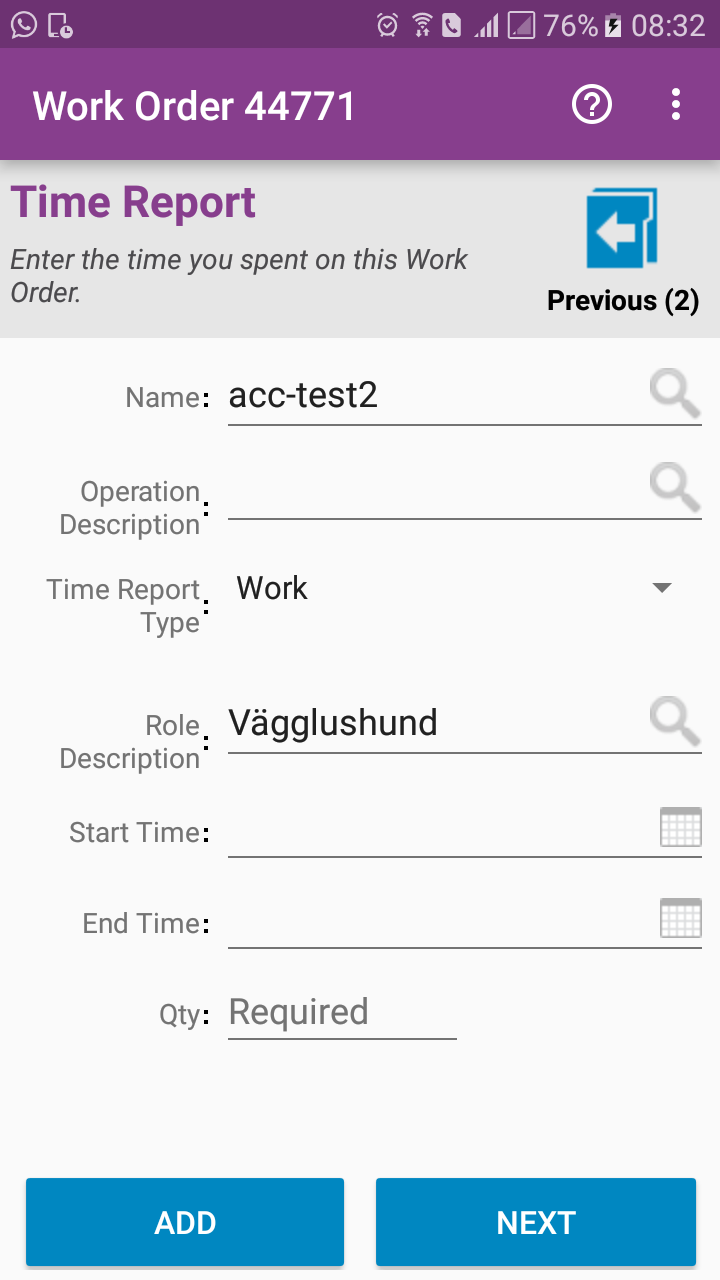 76% 08:32
Work Order 44771
Time Report
Enter the time you spent on this Work
Order.
Previous (2)
Name: acc-test2
Operation
Description:
Time Report
Type: Work
Role
Description: Vägglushund
Start Time:
End Time:
Qty: Required
ADD NEXT